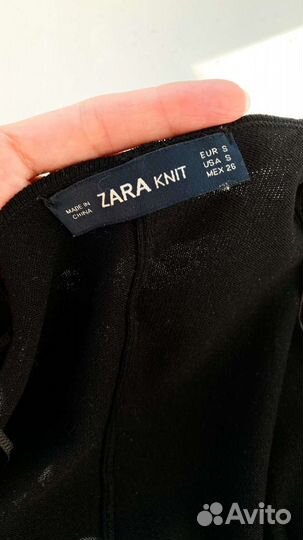 MADE IN
CHINA
ZARA KNIT
EUR S
USA S
MEX 26
Avito